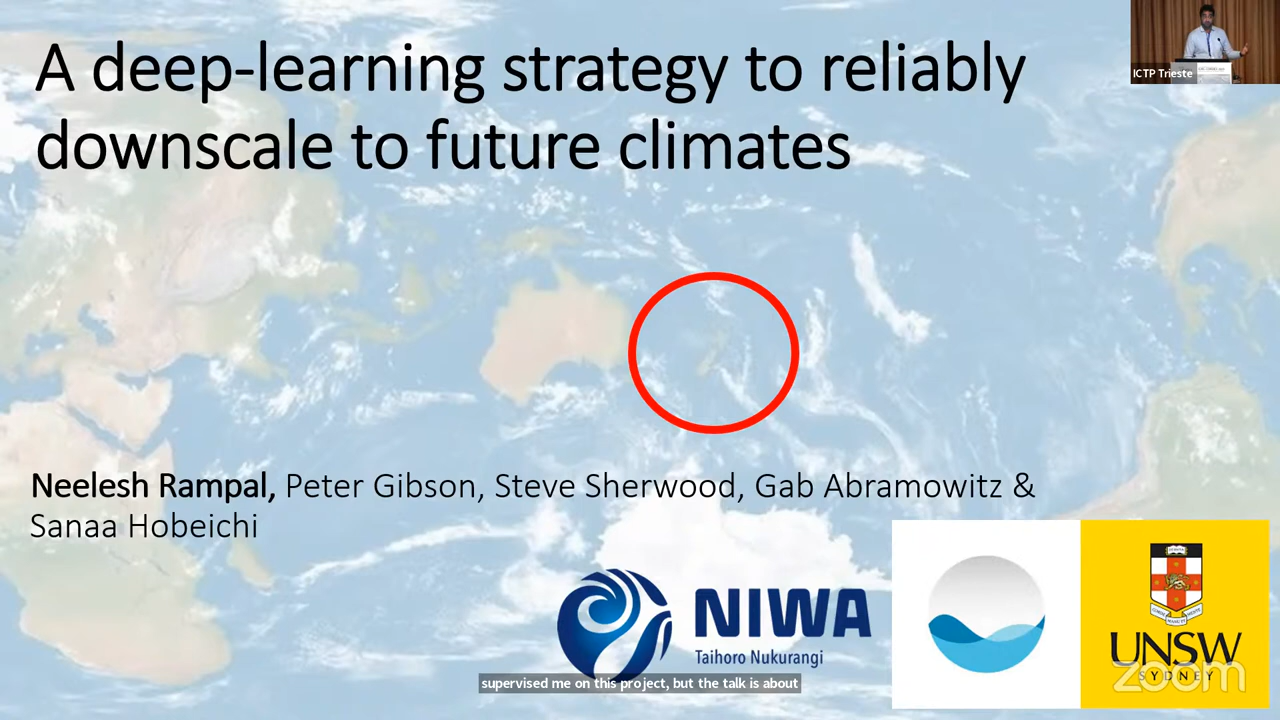 A deep-learning strategy to reliably
downscale to future climates
ICTP Trieste
Neelesh Rampal, Peter Gibson, Steve Sherwood, Gab Abramowitz &
Sanaa Hobeichi
NIWA
Taihoro Nukurangi
UNSW
SYDNEY
zoom
supervised me on this project, but the talk is about